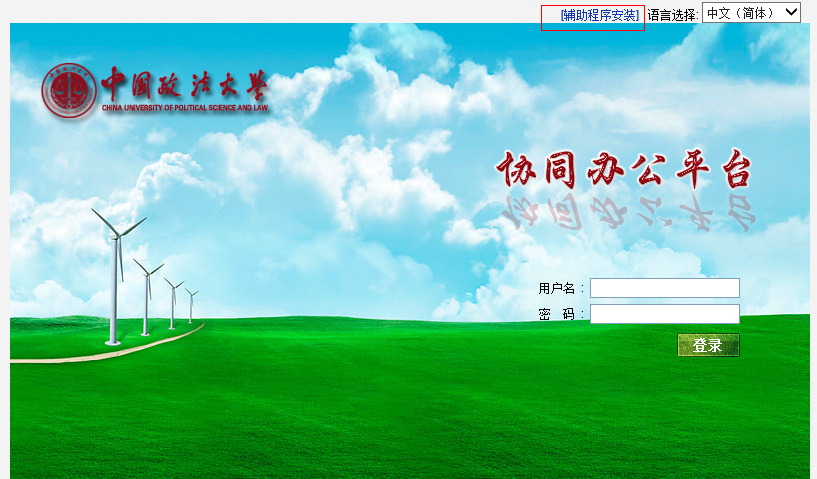 [辅助程序安装] 语言选择: 中文（简体）
中国政法大学
CHINA UNIVERSITY OF POLITICAL SCIENCE AND LAW
协同办公平台
用户名：
密 码：
登录